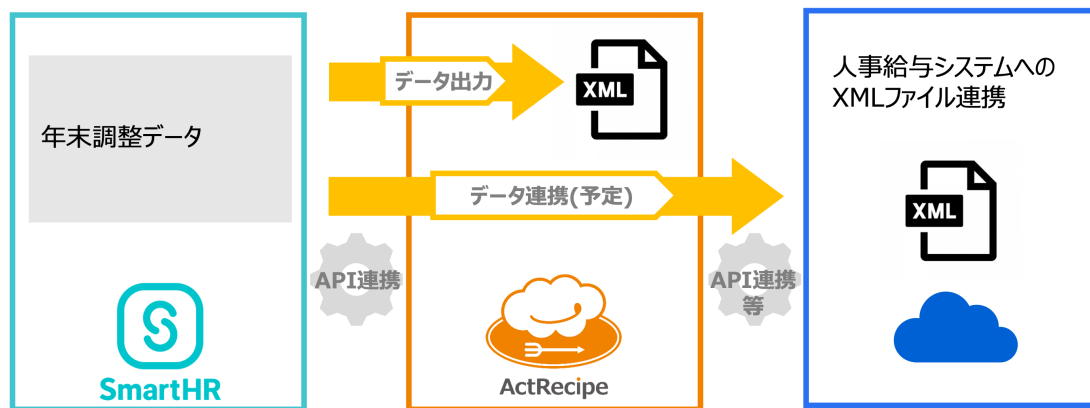 年末調整データ
SmartHR
API連携
データ出力
XML
データ連携(予定)
ActRecipe
API連携
等
人事給与システムへの
XMLファイル連携
XML